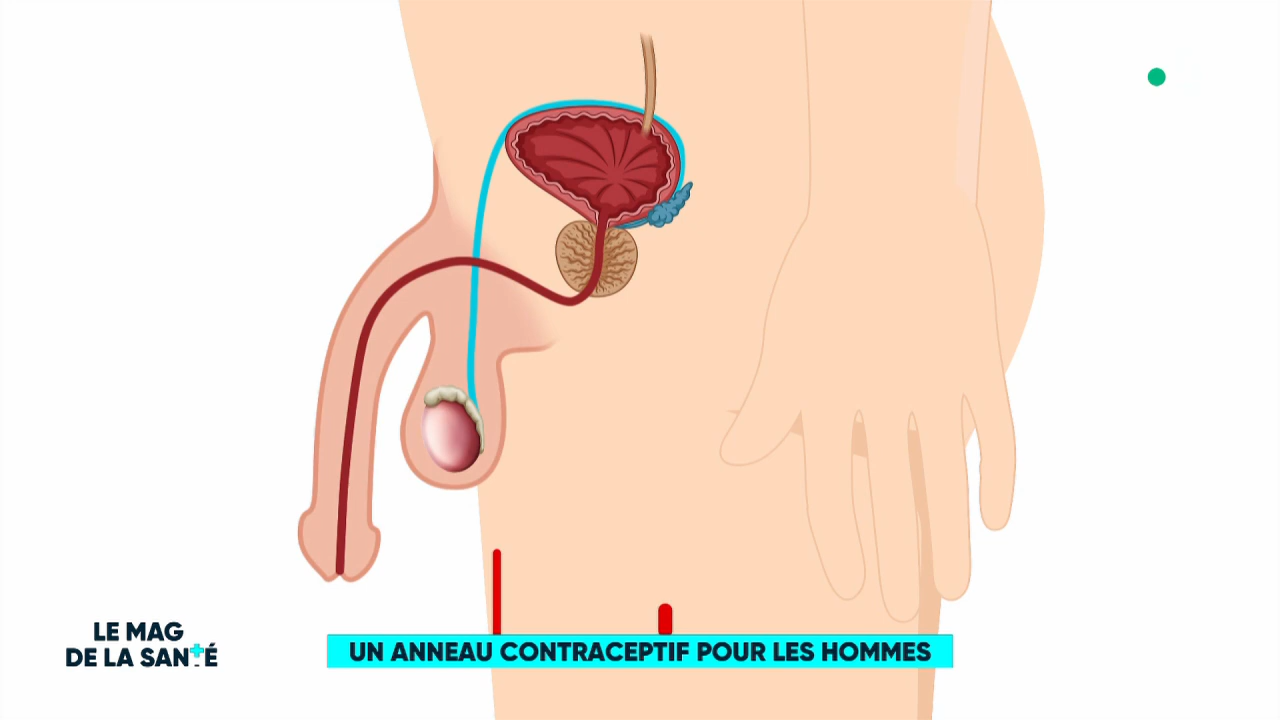 LE MAG
DE LA SANTÉ
UN ANNEAU CONTRACEPTIF POUR LES HOMMES